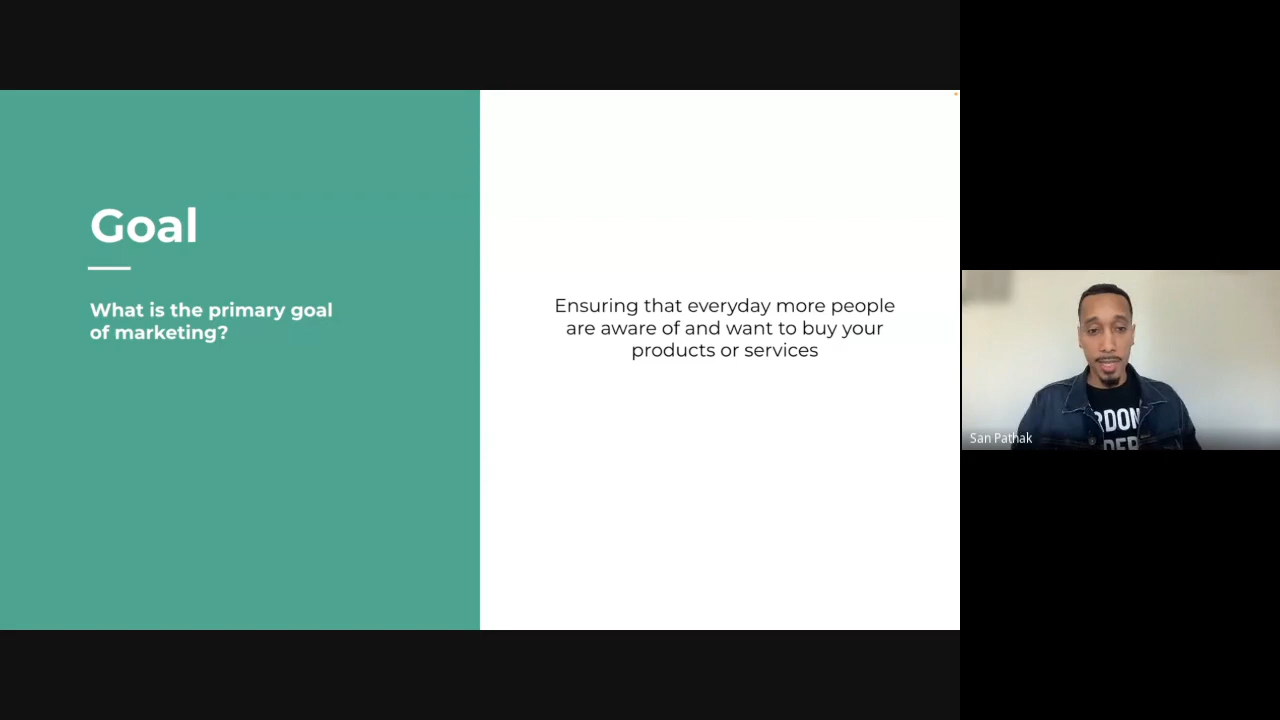 Goal
What is the primary goal
of marketing?
Ensuring that everyday more people
are aware of and want to buy your
products or services
San Pathak